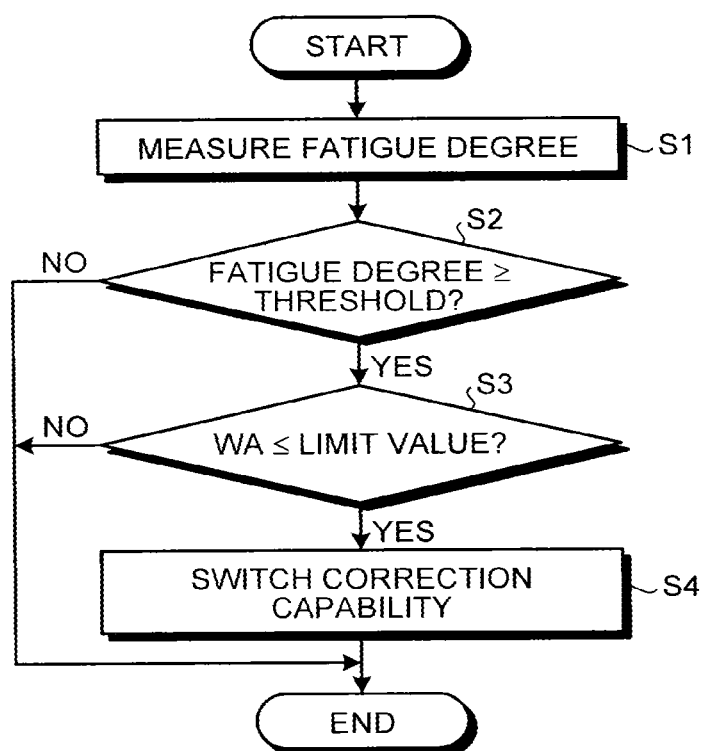 START
MEASURE FATIGUE DEGREE
S1
S2
NO
FATIGUE DEGREE ≥
THRESHOLD?
YES
S3
NO
WA ≤ LIMIT VALUE?
YES
SWITCH CORRECTION
CAPABILITY
S4
END